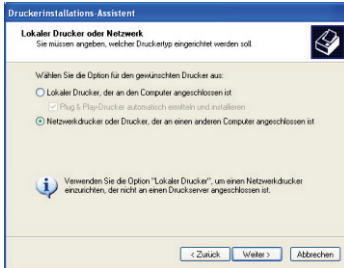 Druckerinstallations-Assistent
Lokaler Drucker oder Netzwerk
Sie müssen angeben, welcher Druckertyp eingerichtet werden soll.
Wählen Sie die Option für den gewünschten Drucker aus:
Lokaler Drucker, der an den Computer angeschlossen ist
Plug & Play-Drucker automatisch ermitteln und installieren
Netzwerkdrucker oder Drucker, der an einen anderen Computer angeschlossen ist
Verwenden Sie die Option "Lokaler Drucker", um einen Netzwerkdrucker
einzurichten, der nicht an einen Druckserver angeschlossen ist.
< Zurück
Weiter >
Abbrechen